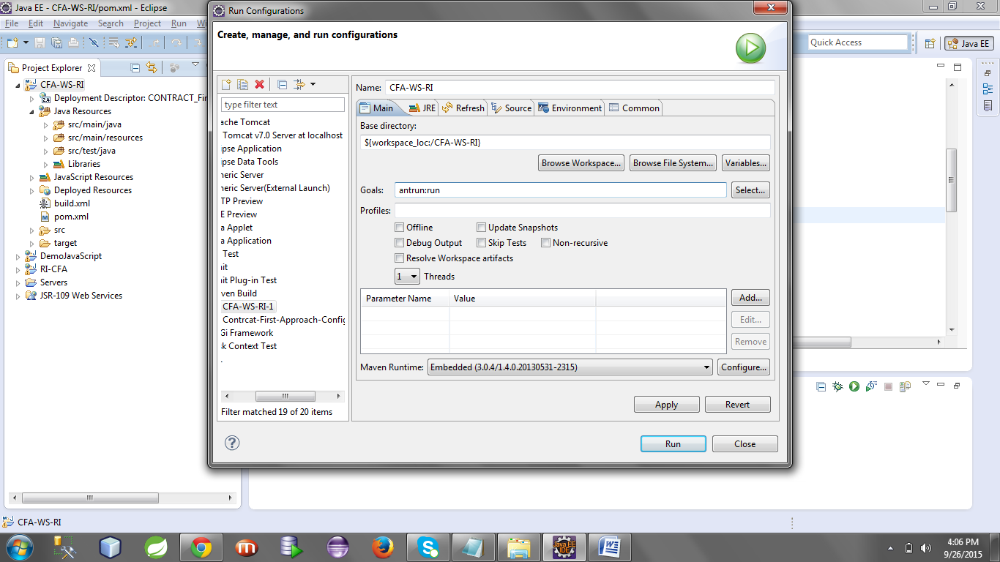 Java EE - CFA-WS-RI/pom.xml - Eclipse
File Edit Navigate Search Project Run
Quick Access
Java EE
Project Explorer
CFA-WS-RI
Deployment Descriptor: CONTRACT_Fi
Java Resources
src/main/java
src/main/resources
src/test/java
Libraries
JavaScript Resources
Deployed Resources
build.xml
pom.xml
src
target
DemoJavaScript
RI-CFA
Servers
JSR-109 Web Services
Run Configurations
Create, manage, and run configurations
type filter text
ache Tomcat
Tomcat v7.0 Server at localhost
ipse Application
ipse Data Tools
neric Server
neric Server(External Launch)
TP Preview
E Preview
a Applet
a Application
Test
it
it Plug-in Test
ven Build
CFA-WS-RI-1
Contrcat-First-Approach-Config
Gi Framework
sk Context Test
Filter matched 19 of 20 items
Name: CFA-WS-RI
Main JRE Refresh Source Environment Common
Base directory:
${workspace_loc:/CFA-WS-RI}
Browse Workspace... Browse File System... Variables...
Goals: antrun:run Select...
Profiles:
Offline Update Snapshots
Debug Output Skip Tests Non-recursive
Resolve Workspace artifacts
1 Threads
Parameter Name Value Add...
Edit...
Remove
Maven Runtime: Embedded (3.0.4/1.4.0.20130531-2315) Configure...
Apply Revert
Run Close
CFA-WS-RI
Java EE
IDE
4:06 PM
9/26/2015